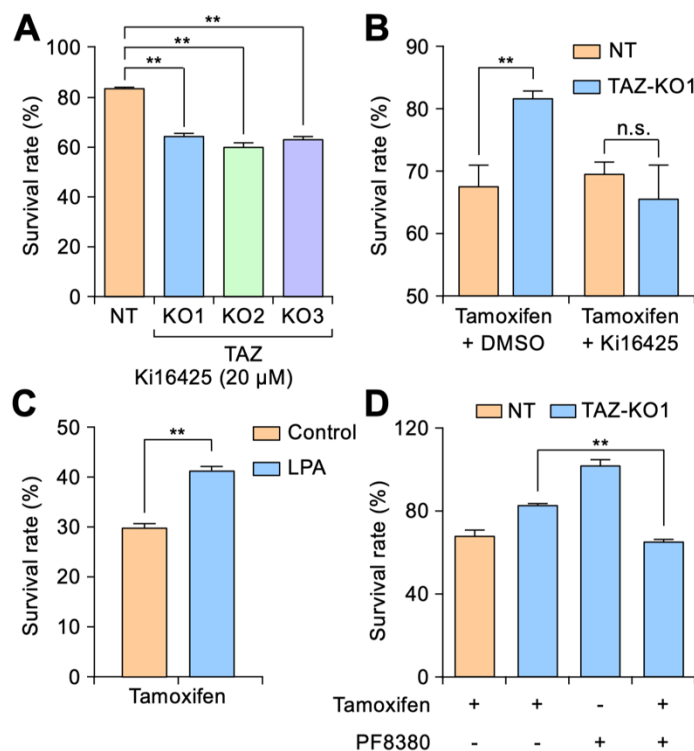 A
**
**
**
Survival rate (%)
100
80
60
40
20
0
NT KO1 KO2 KO3
TAZ
Ki16425 (20 µM)
B
NT
TAZ-KO1
**
n.s.
Survival rate (%)
90
80
70
60
50
Tamoxifen Tamoxifen
+ DMSO + Ki16425
C
Control
LPA
**
Survival rate (%)
50
40
30
20
10
0
Tamoxifen
D
NT TAZ-KO1
**
Survival rate (%)
120
80
40
0
Tamoxifen + + - +
PF8380 - - + +